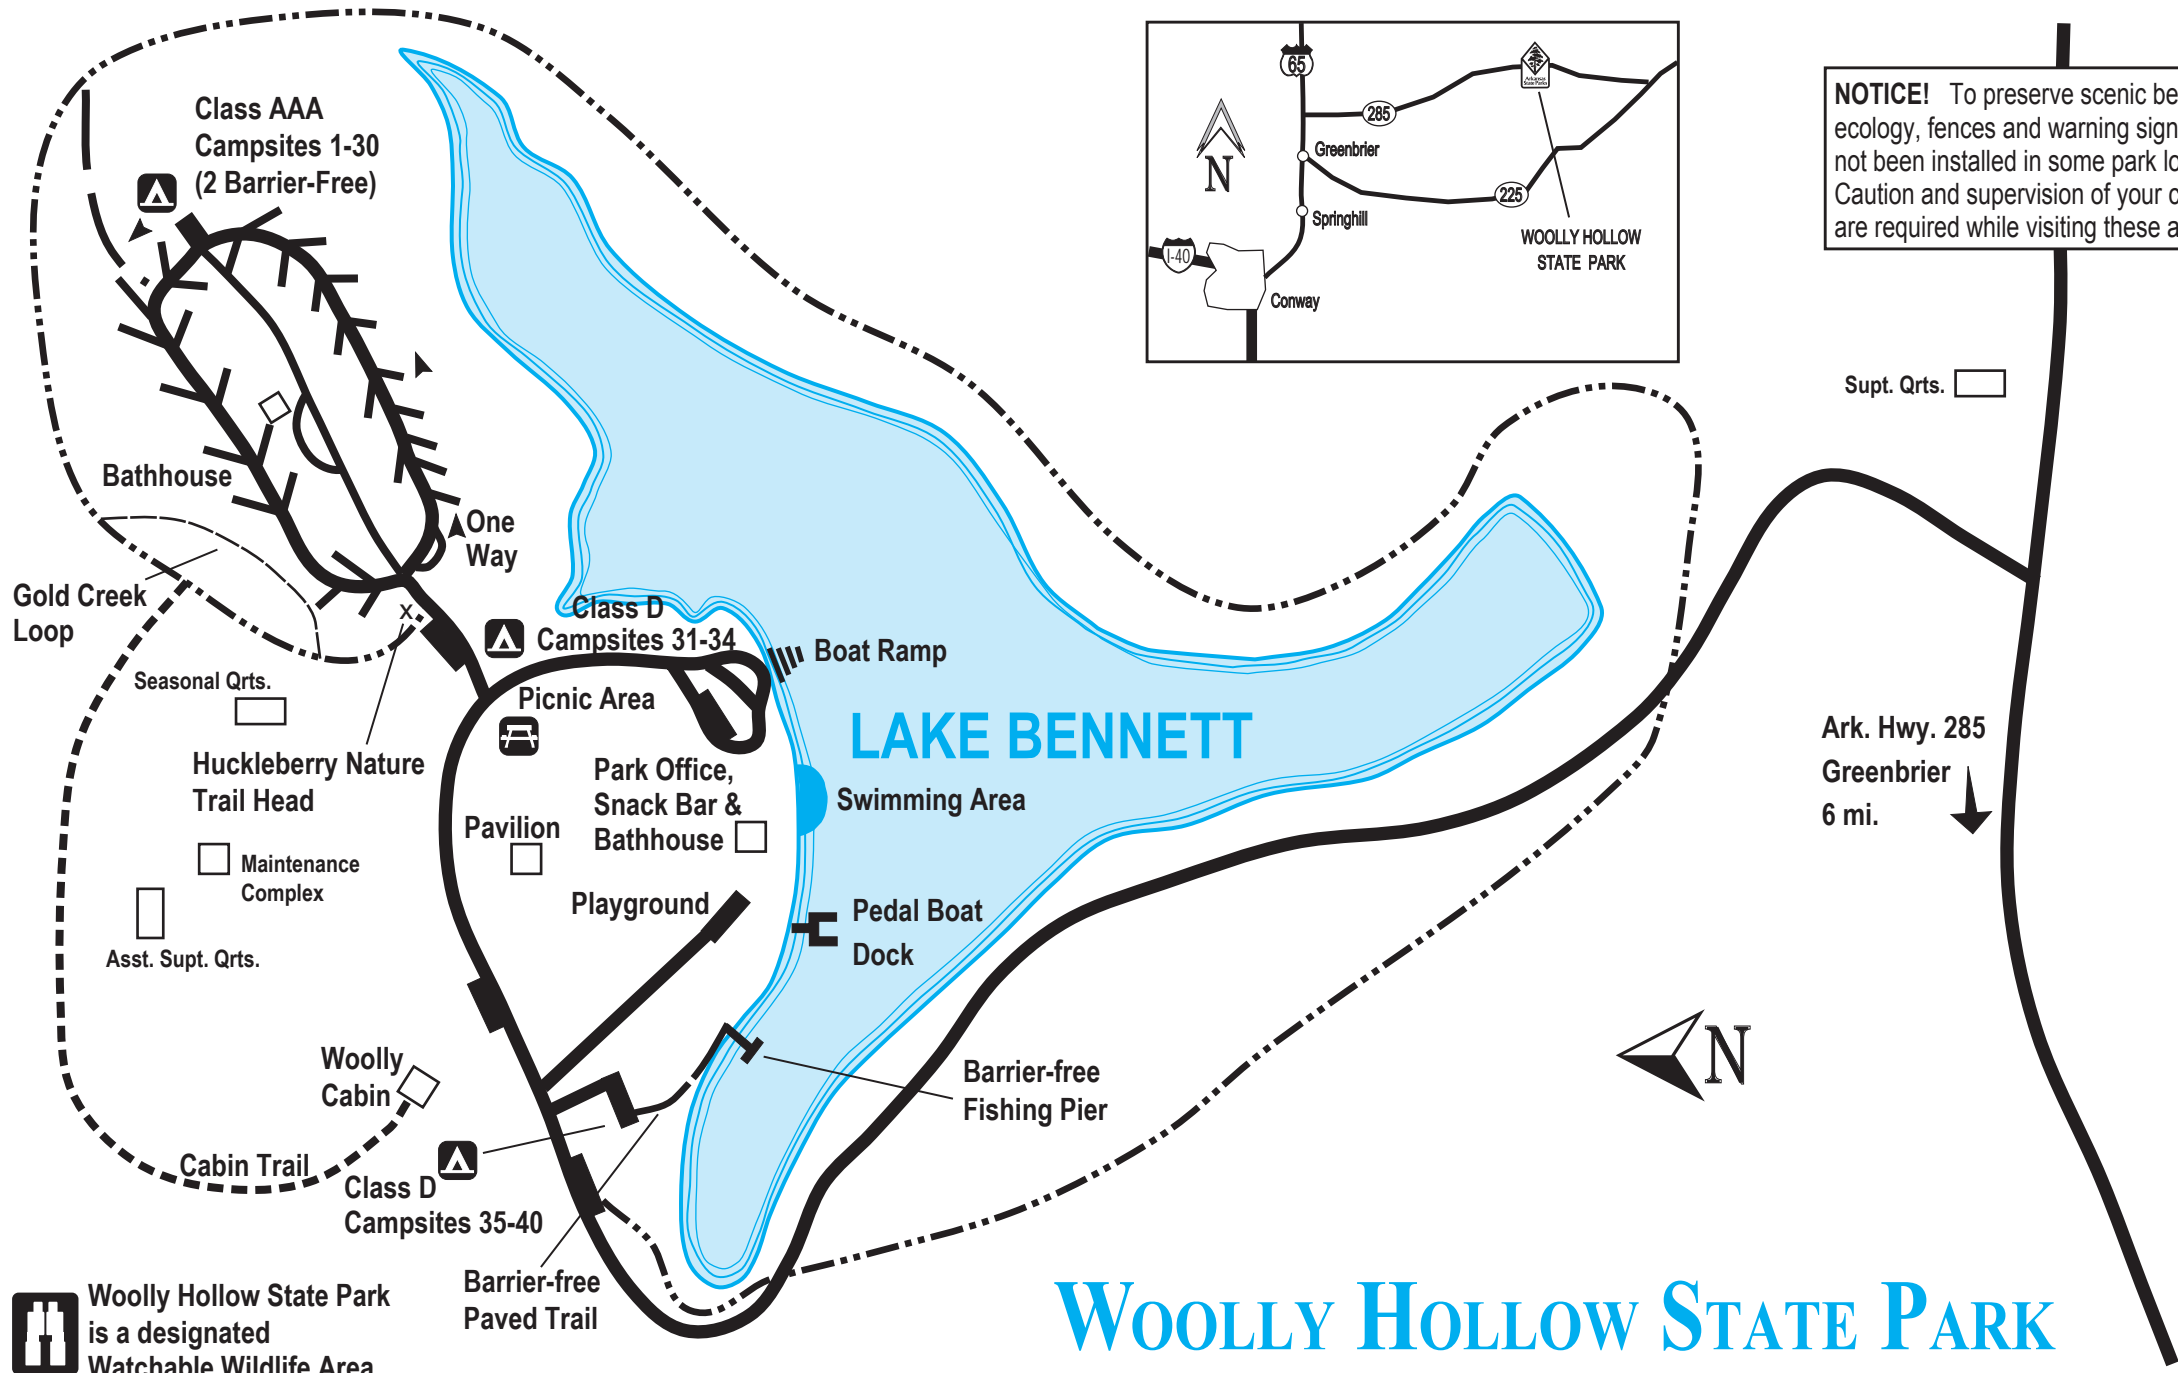 Class AAA
Campsites 1-30
(2 Barrier-Free)
65
285
Greenbrier
N
225
Springhill
WOOLLY HOLLOW
STATE PARK
I-40
Conway
Arkansas
State Parks
NOTICE! To preserve scenic be
ecology, fences and warning sign
not been installed in some park lo
Caution and supervision of your c
are required while visiting these a
Supt. Qrts.
Bathhouse
One
Way
Gold Creek
Loop
x
Class D
Campsites 31-34
Boat Ramp
Seasonal Qrts.
Picnic Area
LAKE BENNETT
Huckleberry Nature
Trail Head
Park Office,
Snack Bar &
Bathhouse
Swimming Area
Ark. Hwy. 285
Greenbrier
6 mi.
Pavilion
Maintenance
Complex
Playground
Pedal Boat
Dock
Asst. Supt. Qrts.
Woolly
Cabin
Barrier-free
Fishing Pier
N
Cabin Trail
Class D
Campsites 35-40
Barrier-free
Paved Trail
Woolly Hollow State Park
is a designated
Watchable Wildlife Area
WOOLLY HOLLOW STATE PARK